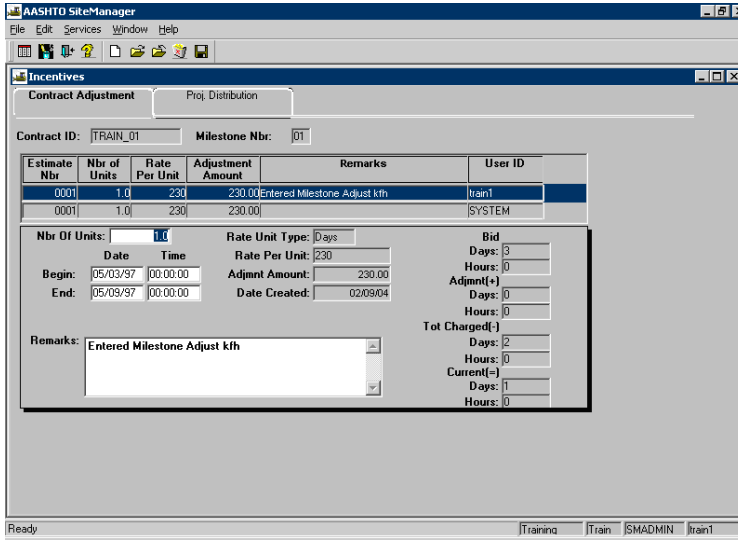 AASHTO SiteManager
File Edit Services Window Help
Incentives
Contract Adjustment Proj. Distribution
Contract ID: TRAIN_01 Milestone Nbr: 01
Estimate Nbr Nbr of Units Rate Per Unit Adjustment Amount Remarks User ID
0001 1.0 230 230.00 Entered Milestone Adjust kfh train1
0001 1.0 230 230.00 SYSTEM
Nbr Of Units: 1.0 Rate Unit Type: Days Bid
Date Time Rate Per Unit: 230 Days: 3
Hours: 0
Begin: 05/03/97 00:00:00 Adjmnt Amount: 230.00 Adjmnt(+)
End: 05/09/97 00:00:00 Date Created: 02/09/04 Days: 0
Hours: 0
Tot Charged(-)
Remarks: Entered Milestone Adjust kfh Days: 2
Hours: 0
Current(=)
Days: 1
Hours: 0
Ready Training Train SMADMIN train1